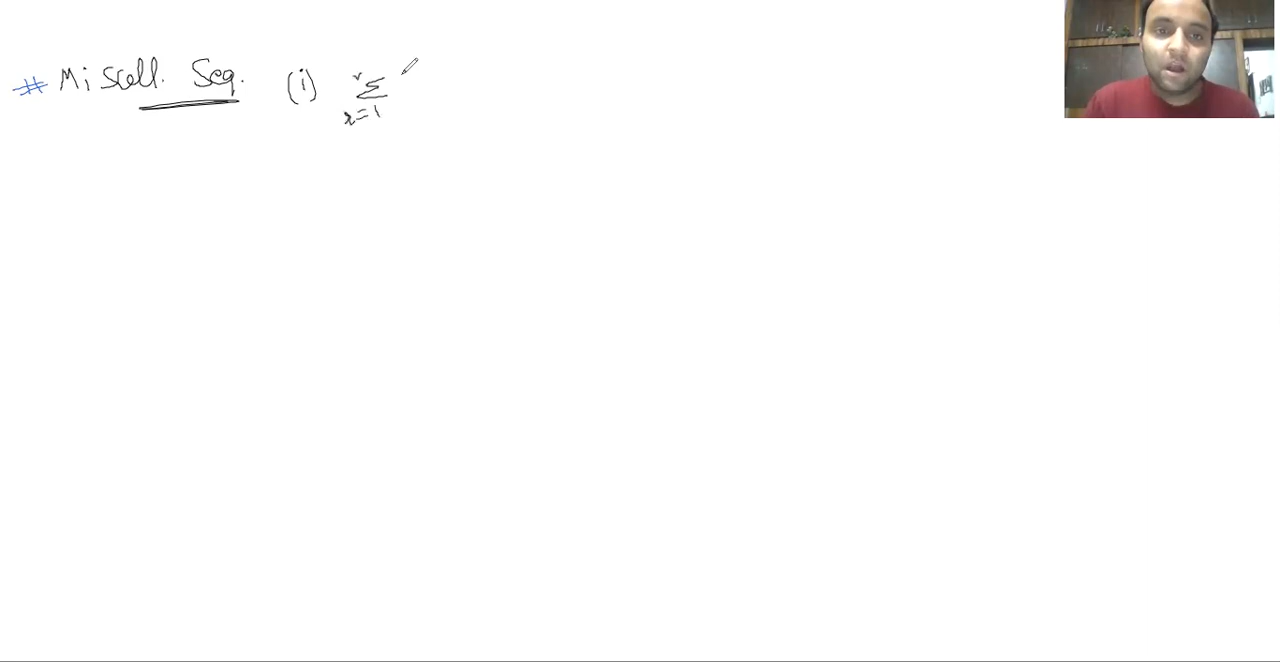 # Miscell. Seq. (i) Σ r=1